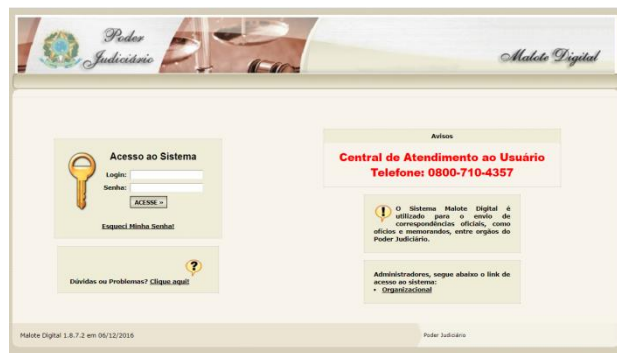 Poder
Judiciário
Malote Digital
Acesso ao Sistema
Login:
Senha:
ACESSE »
Esqueci Minha Senha!
Dúvidas ou Problemas? Clique aqui!
Avisos
Central de Atendimento ao Usuário
Telefone: 0800-710-4357
O Sistema Malote Digital é
utilizado para o envio de
correspondências oficiais, como
ofícios e memorandos, entre orgãos do
Poder Judiciário.
Administradores, segue abaixo o link de
acesso ao sistema:
• Organizacional
Malote Digital 1.8.7.2 em 06/12/2016
Poder Judiciário